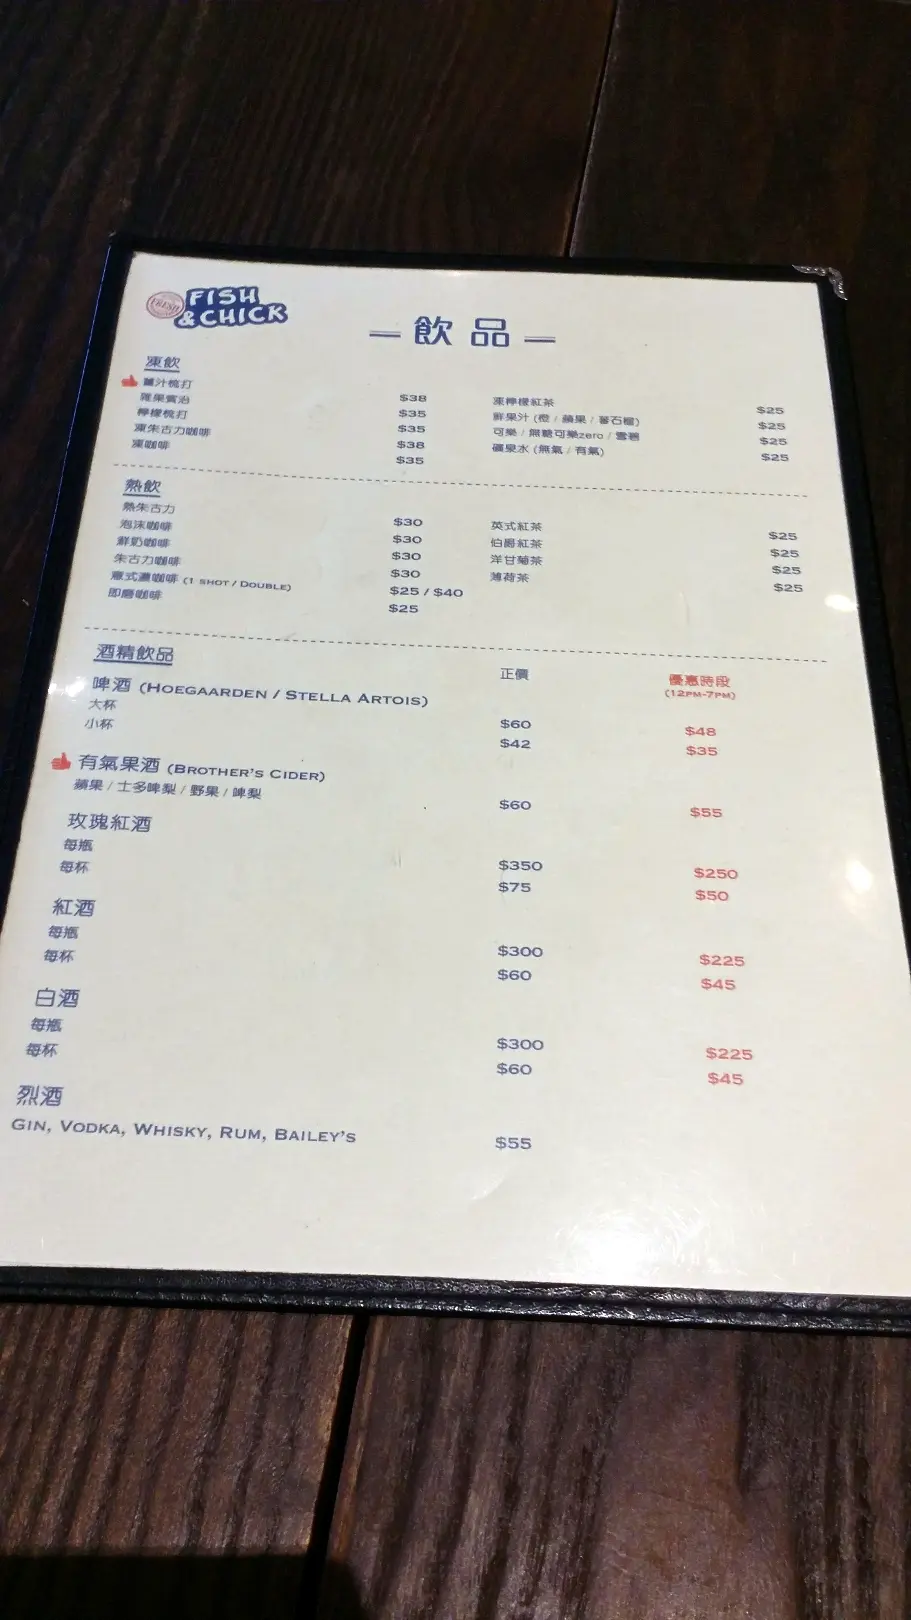 FRESH
FISH
& CHICK
飲品
凍飲
薑汁梳打 $38
雜果賓治 $35
檸檬梳打 $35
凍朱古力咖啡 $38
凍咖啡 $35
凍檸檬紅茶 $25
鮮果汁 (橙 / 蘋果 / 蕃石榴) $25
可樂 / 無糖可樂zero / 雪碧 $25
礦泉水 (無氣 / 有氣) $25
熱飲
熱朱古力 $30
泡沫咖啡 $30
鮮奶咖啡 $30
朱古力咖啡 $30
意式濃咖啡 (1 SHOT / DOUBLE) $25 / $40
即磨咖啡 $25
英式紅茶 $25
伯爵紅茶 $25
洋甘菊茶 $25
薄荷茶 $25
酒精飲品 正價 優惠時段
(12PM-7PM)
啤酒 (HOEGAARDEN / STELLA ARTOIS)
大杯 $60 $48
小杯 $42 $35
有氣果酒 (BROTHER'S CIDER)
蘋果 / 士多啤梨 / 野果 / 啤梨 $60 $55
玫瑰紅酒
每瓶 $350 $250
每杯 $75 $50
紅酒
每瓶 $300 $225
每杯 $60 $45
白酒
每瓶 $300 $225
每杯 $60 $45
烈酒
GIN, VODKA, WHISKY, RUM, BAILEY'S $55